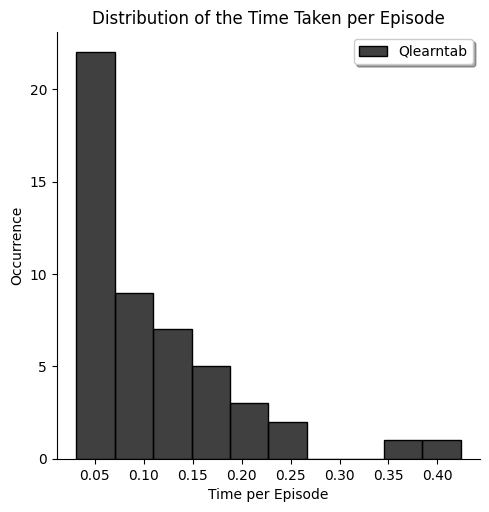 Distribution of the Time Taken per Episode
Qlearntab
Occurrence
20
15
10
5
0
0.05 0.10 0.15 0.20 0.25 0.30 0.35 0.40
Time per Episode